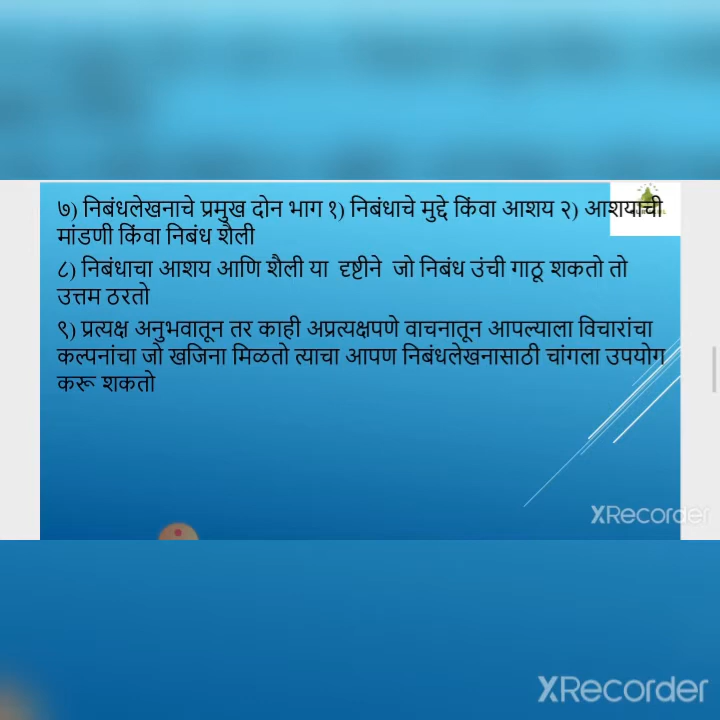 ७) निबंधलेखनाचे प्रमुख दोन भाग १) निबंधाचे मुद्दे किंवा आशय २) आशयाची
मांडणी किंवा निबंध शैली
८) निबंधाचा आशय आणि शैली या दृष्टीने जो निबंध उंची गाठू शकतो तो
उत्तम ठरतो
९) प्रत्यक्ष अनुभवातून तर काही अप्रत्यक्षपणे वाचनातून आपल्याला विचारांचा
कल्पनांचा जो खजिना मिळतो त्याचा आपण निबंधलेखनासाठी चांगला उपयोग
करू शकतो
XRecorder
XRecorder